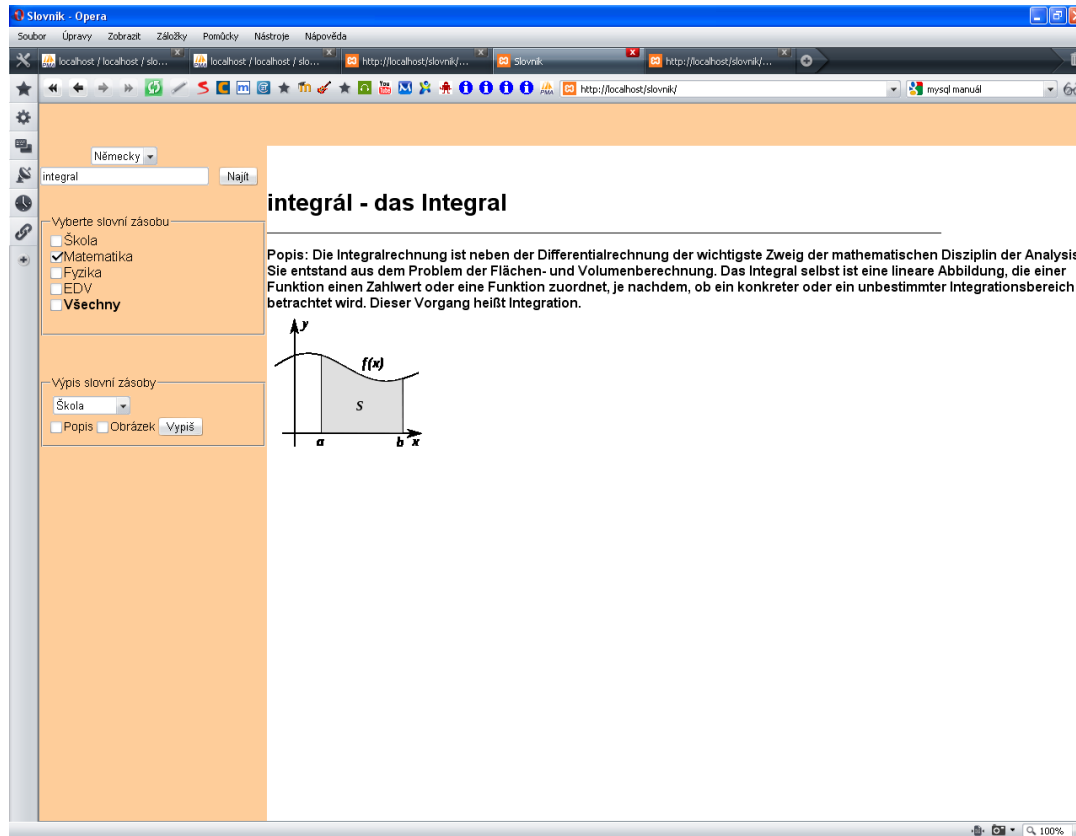 Slovnik - Opera
Soubor Úpravy Zobrazit Záložky Pomůcky Nástroje Nápověda
localhost / localhost / slo... localhost / localhost / slo... http://localhost/slovnik/... Slovnik http://localhost/slovnik/...
http://localhost/slovnik/ mysql manuál
Německy
integral Najít
Vyberte slovní zásobu
Škola
Matematika
Fyzika
EDV
Všechny
Výpis slovní zásoby
Škola
Popis Obrázek Vypiš
integrál - das Integral
Popis: Die Integralrechnung ist neben der Differentialrechnung der wichtigste Zweig der mathematischen Disziplin der Analysis
Sie entstand aus dem Problem der Flächen- und Volumenberechnung. Das Integral selbst ist eine lineare Abbildung, die einer
Funktion einen Zahlwert oder eine Funktion zuordnet, je nachdem, ob ein konkreter oder ein unbestimmter Integrationsbereich
betrachtet wird. Dieser Vorgang heißt Integration.
y
f(x)
S
a b x
100%